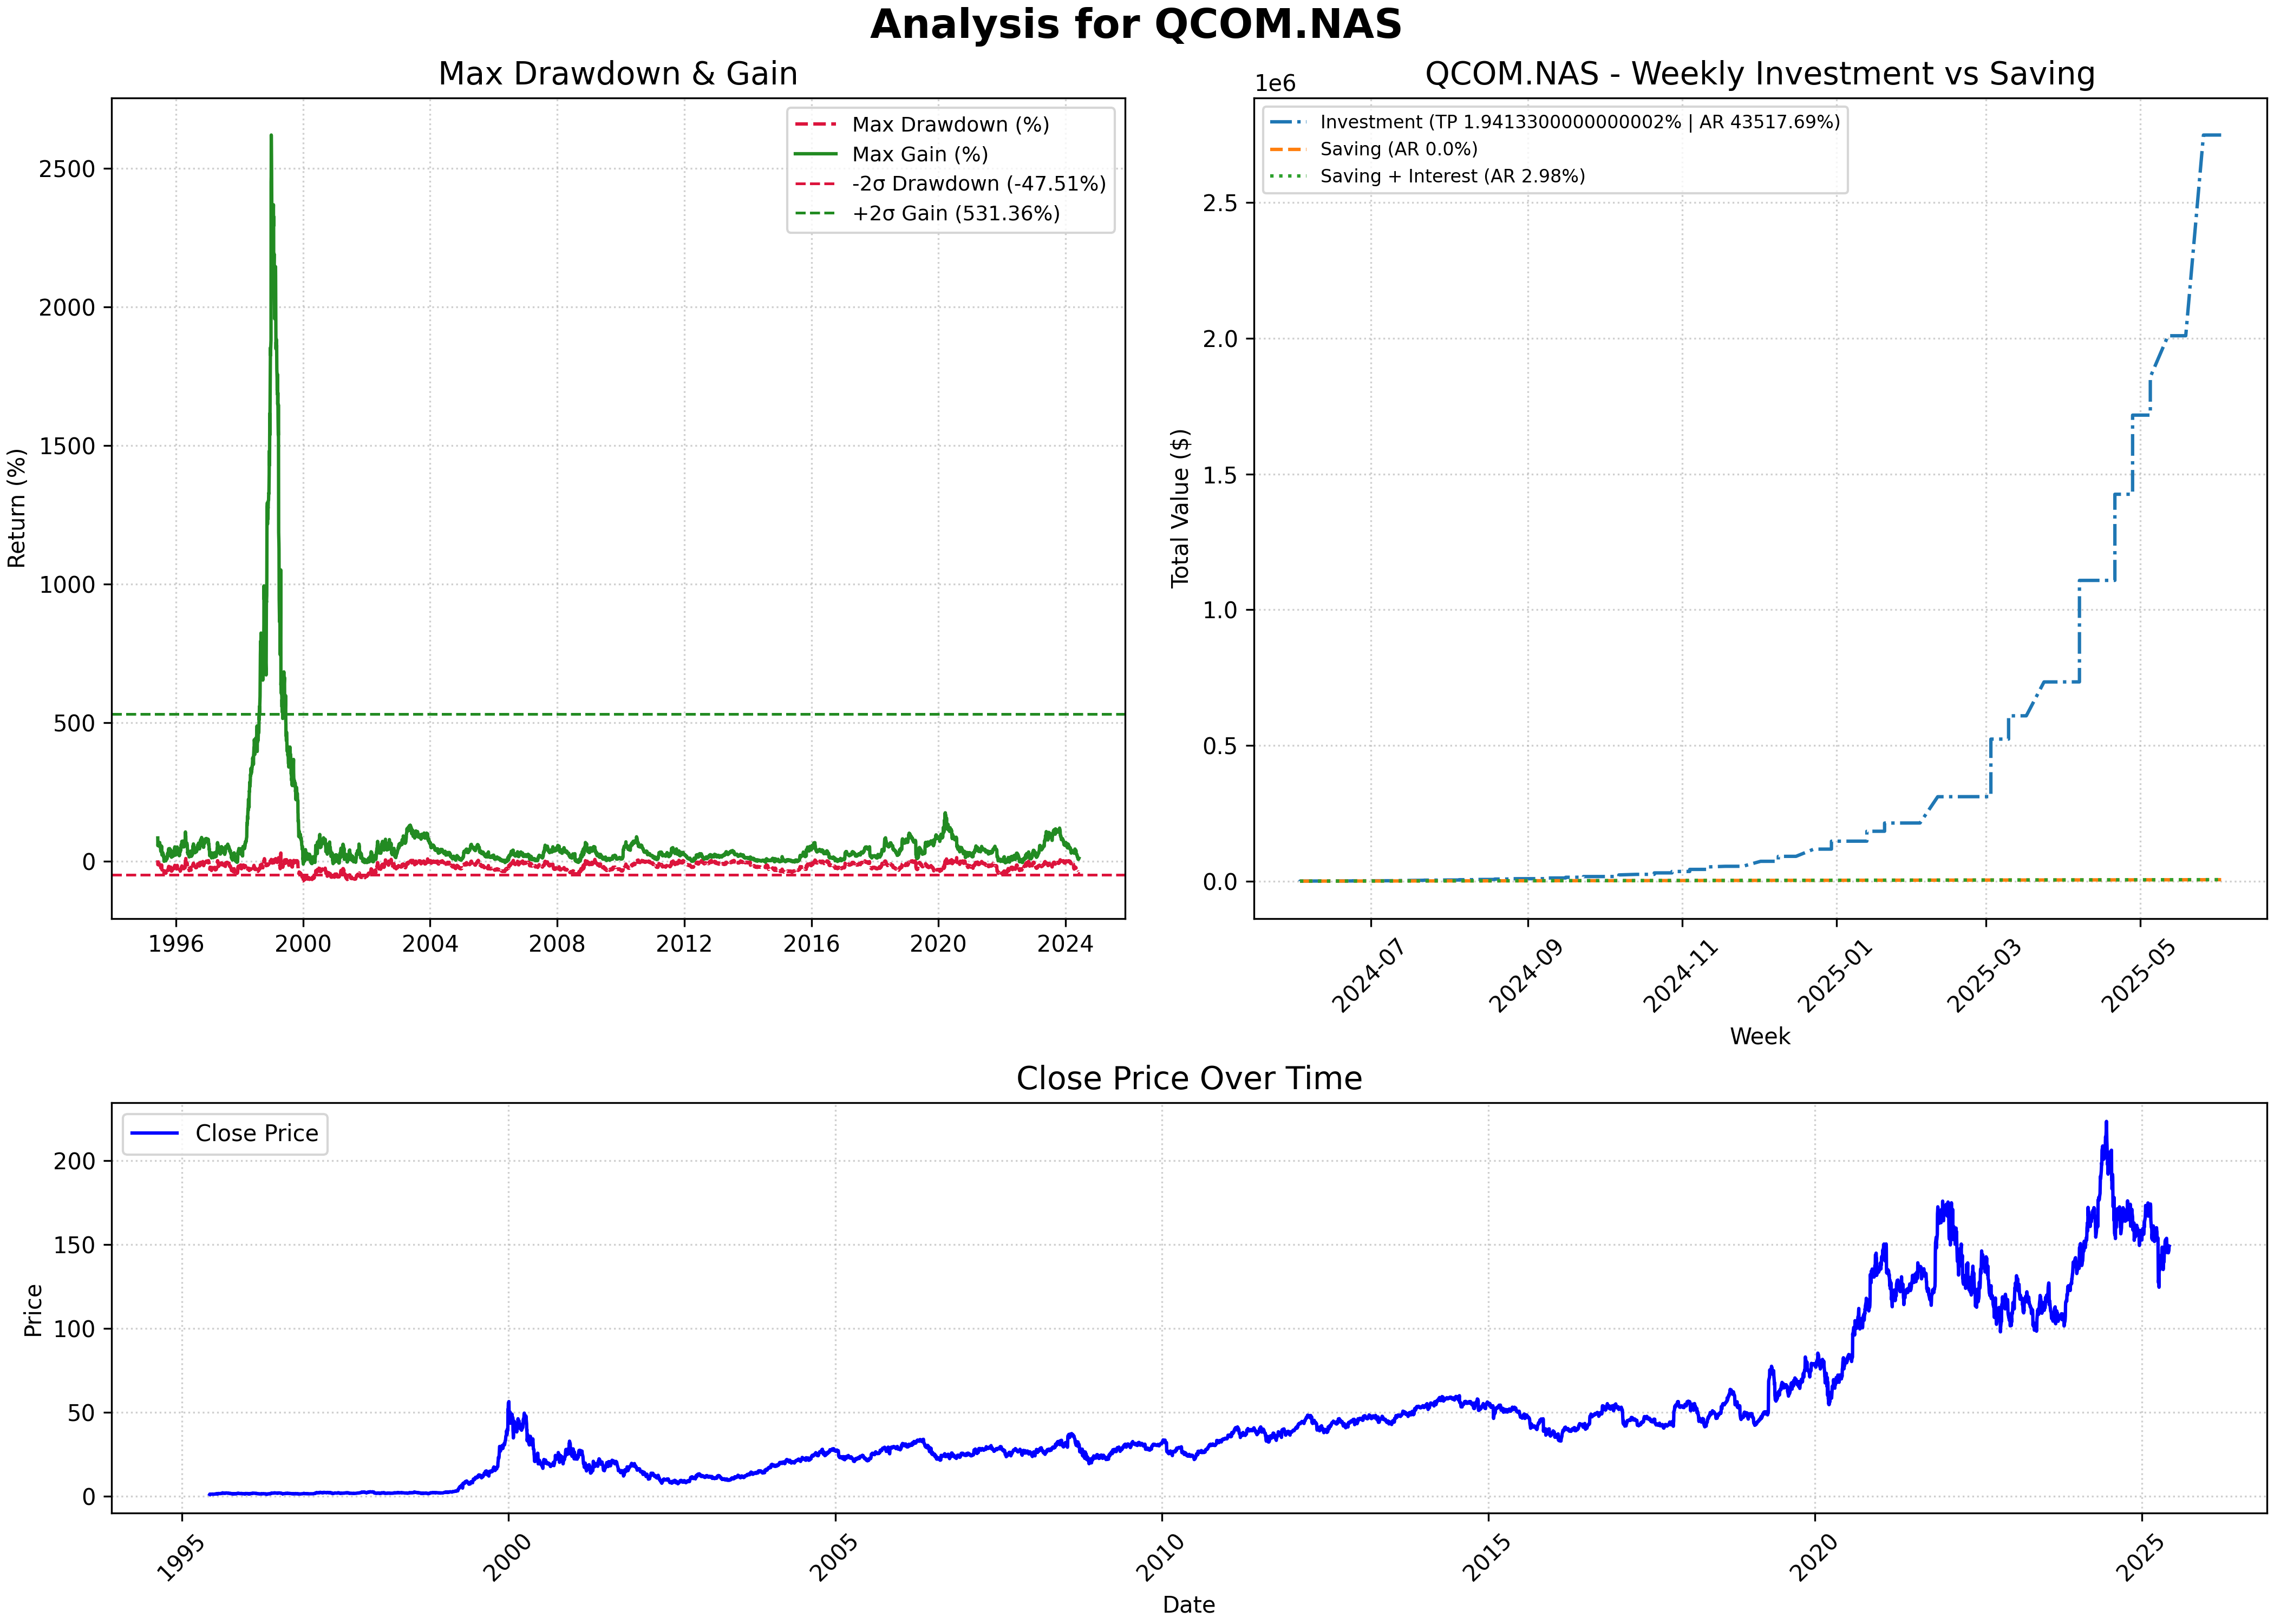 Analysis for QCOM.NAS
Max Drawdown & Gain
Max Drawdown (%)
Max Gain (%)
-2σ Drawdown (-47.51%)
+2σ Gain (531.36%)
Return (%)
2500
2000
1500
1000
500
0
1996 2000 2004 2008 2012 2016 2020 2024
QCOM.NAS - Weekly Investment vs Saving
1e6
Investment (TP 1.9413300000000002% | AR 43517.69%)
Saving (AR 0.0%)
Saving + Interest (AR 2.98%)
Total Value ($)
2.5
2.0
1.5
1.0
0.5
0.0
2024-07 2024-09 2024-11 2025-01 2025-03 2025-05
Week
Close Price Over Time
Close Price
Price
200
150
100
50
0
1995 2000 2005 2010 2015 2020 2025
Date